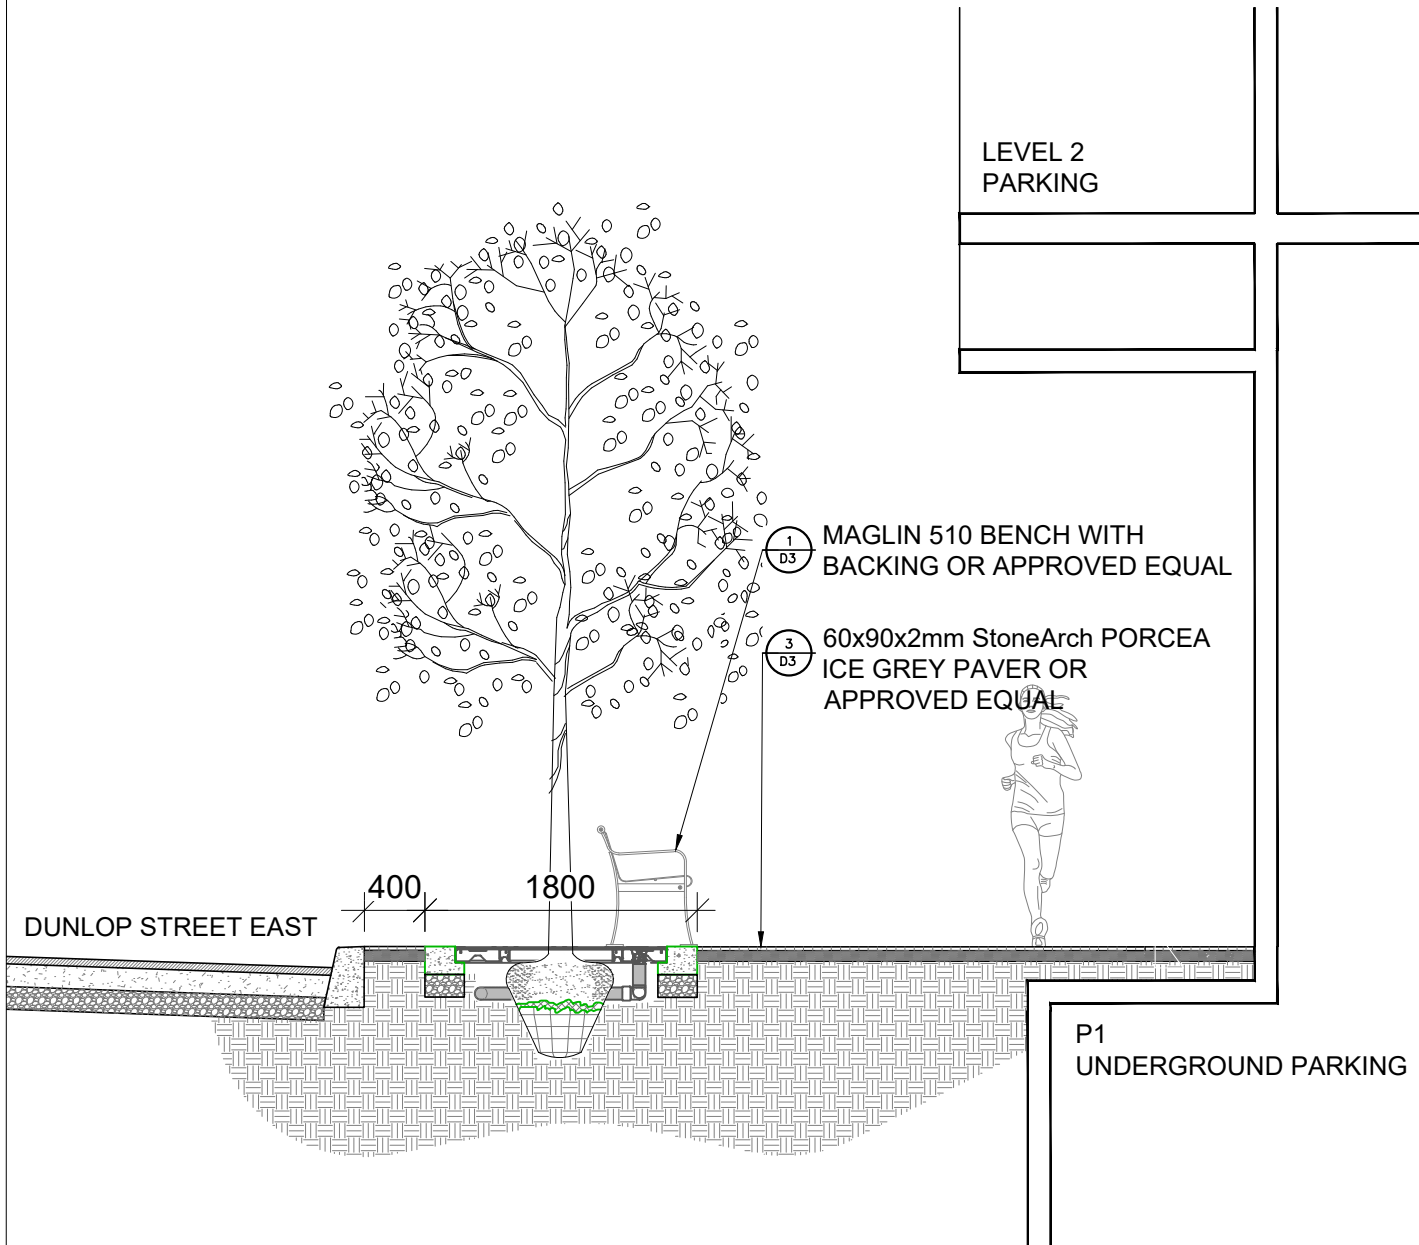 LEVEL 2
PARKING
1
D3
MAGLIN 510 BENCH WITH
BACKING OR APPROVED EQUAL
3
D3
60x90x2mm StoneArch PORCEA
ICE GREY PAVER OR
APPROVED EQUAL
400
1800
DUNLOP STREET EAST
P1
UNDERGROUND PARKING